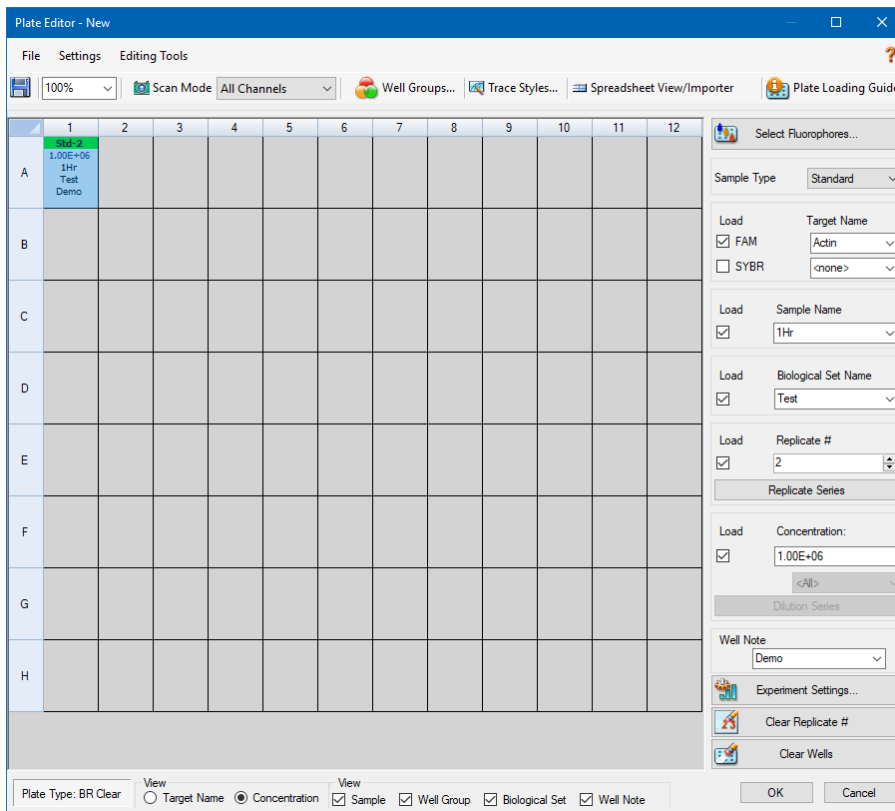 Plate Editor - New
File Settings Editing Tools
100% Scan Mode All Channels Well Groups... Trace Styles... Spreadsheet View/Importer Plate Loading Guide
1 2 3 4 5 6 7 8 9 10 11 12
Select Fluorophores...
A
Std-2
1.00E+06
1Hr
Test
Demo
B
C
D
E
F
G
H
Sample Type Standard
Load Target Name
FAM Actin
SYBR <none>
Load Sample Name
1Hr
Load Biological Set Name
Test
Load Replicate #
2
Replicate Series
Load Concentration:
1.00E+06
<All>
Dilution Series
Well Note
Demo
Experiment Settings...
Clear Replicate #
Clear Wells
Plate Type: BR Clear
View
Target Name Concentration
View
Sample Well Group Biological Set Well Note
OK Cancel